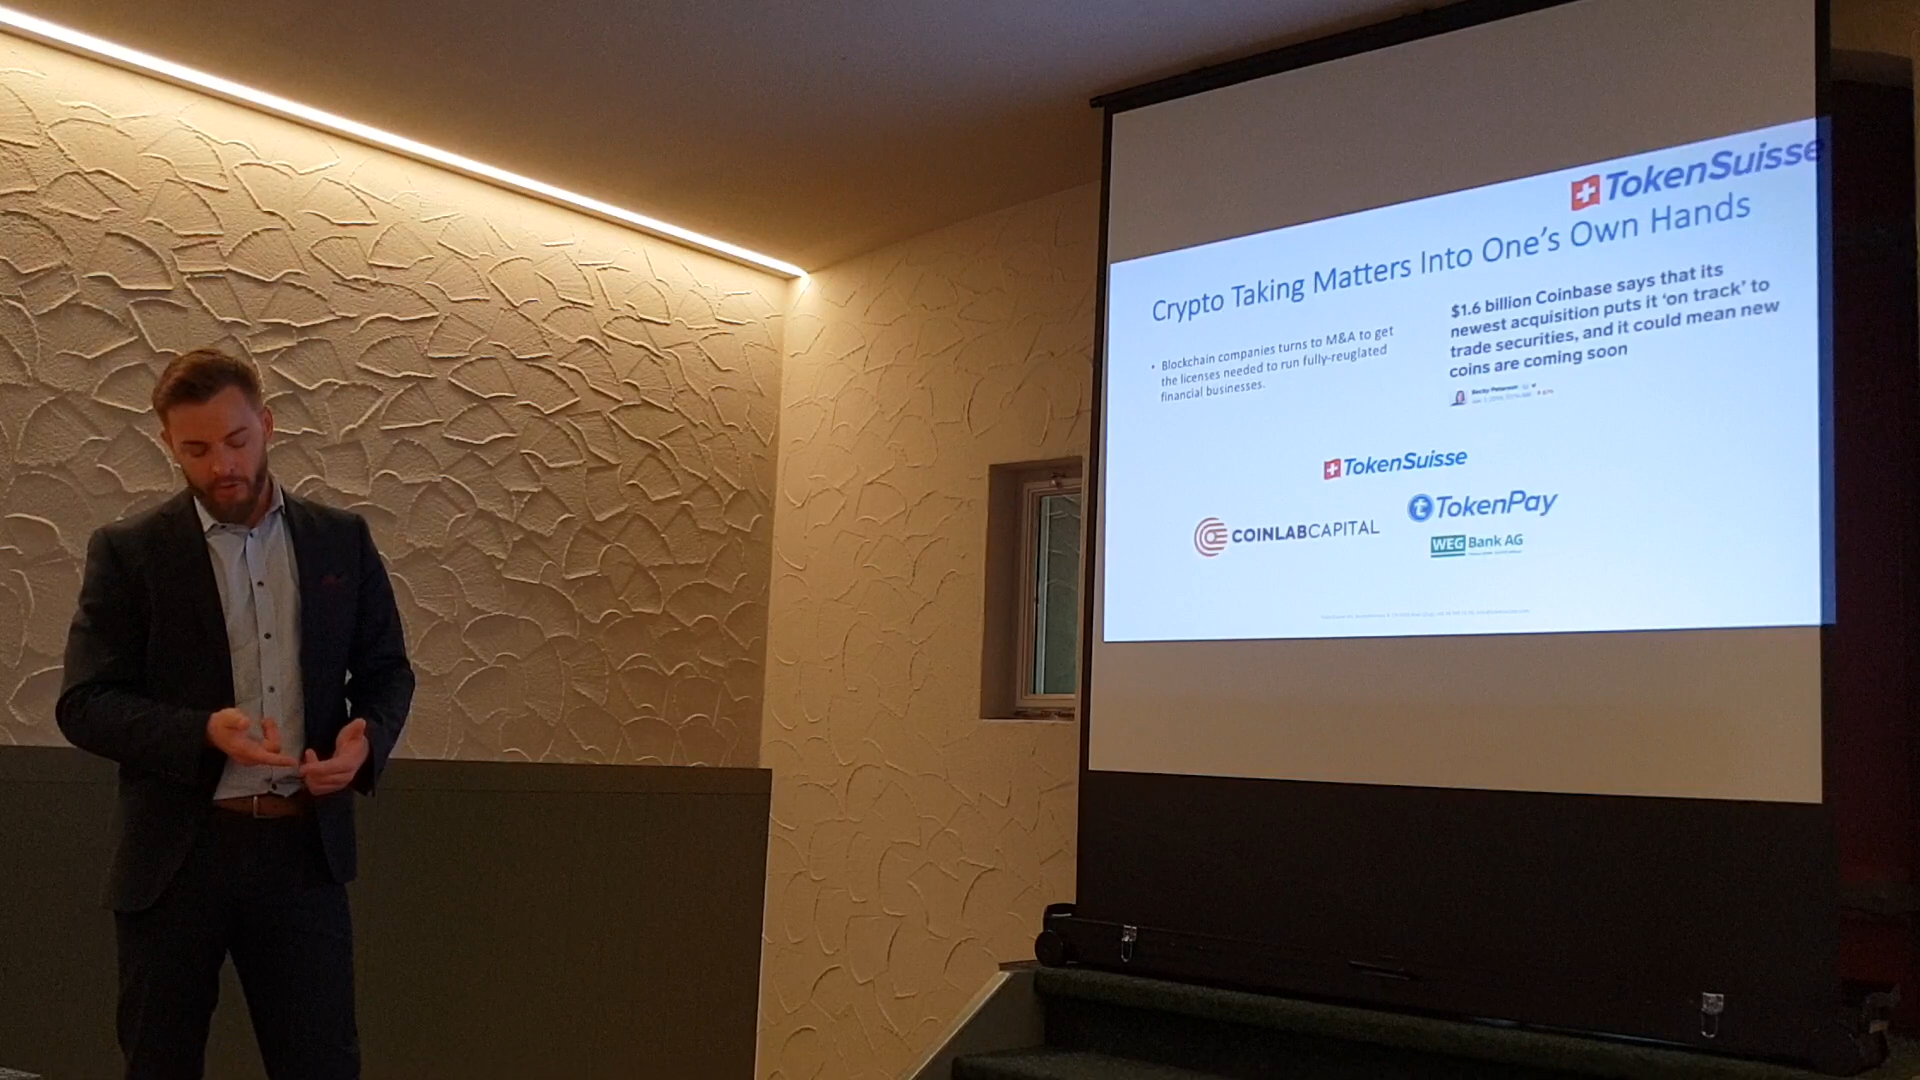 TokenSuisse
Crypto Taking Matters Into One's Own Hands
• Blockchain companies turns to M&A to get
the licenses needed to run fully-reuglated
financial businesses.
$1.6 billion Coinbase says that its
newest acquisition puts it 'on track' to
trade securities, and it could mean new
coins are coming soon
Becky Peterson
TokenSuisse
TokenPay
COINLABCAPITAL
WEG Bank AG